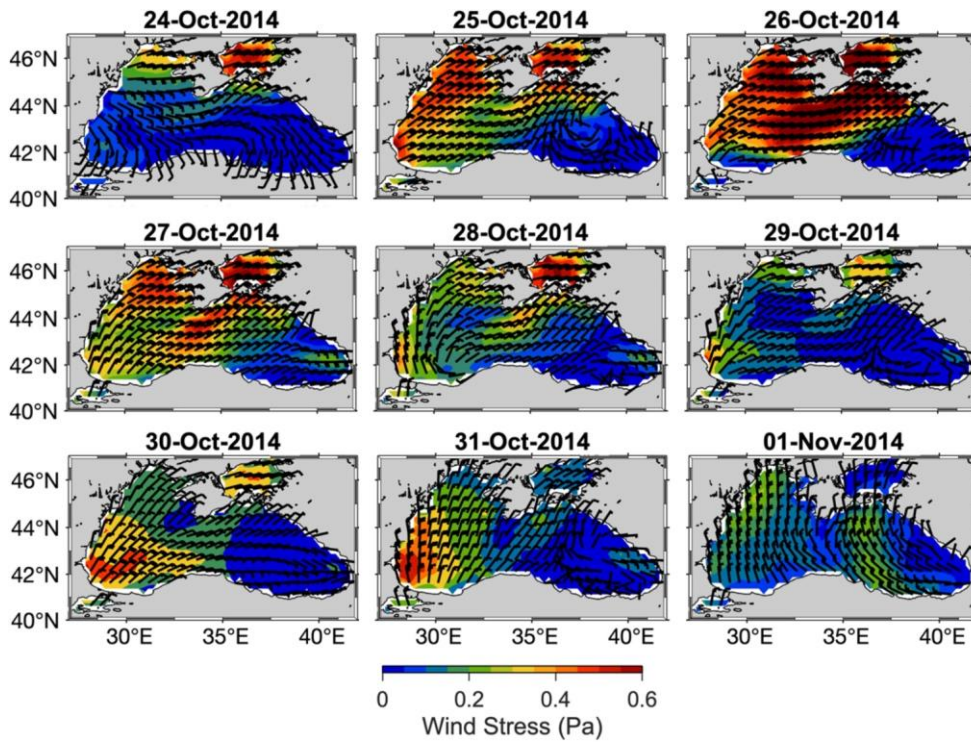 24-Oct-2014 25-Oct-2014 26-Oct-2014
46°N
44°N
42°N
40°N
27-Oct-2014 28-Oct-2014 29-Oct-2014
46°N
44°N
42°N
40°N
30-Oct-2014 31-Oct-2014 01-Nov-2014
46°N
44°N
42°N
40°N
30°E 35°E 40°E 30°E 35°E 40°E 30°E 35°E 40°E
0 0.2 0.4 0.6
Wind Stress (Pa)